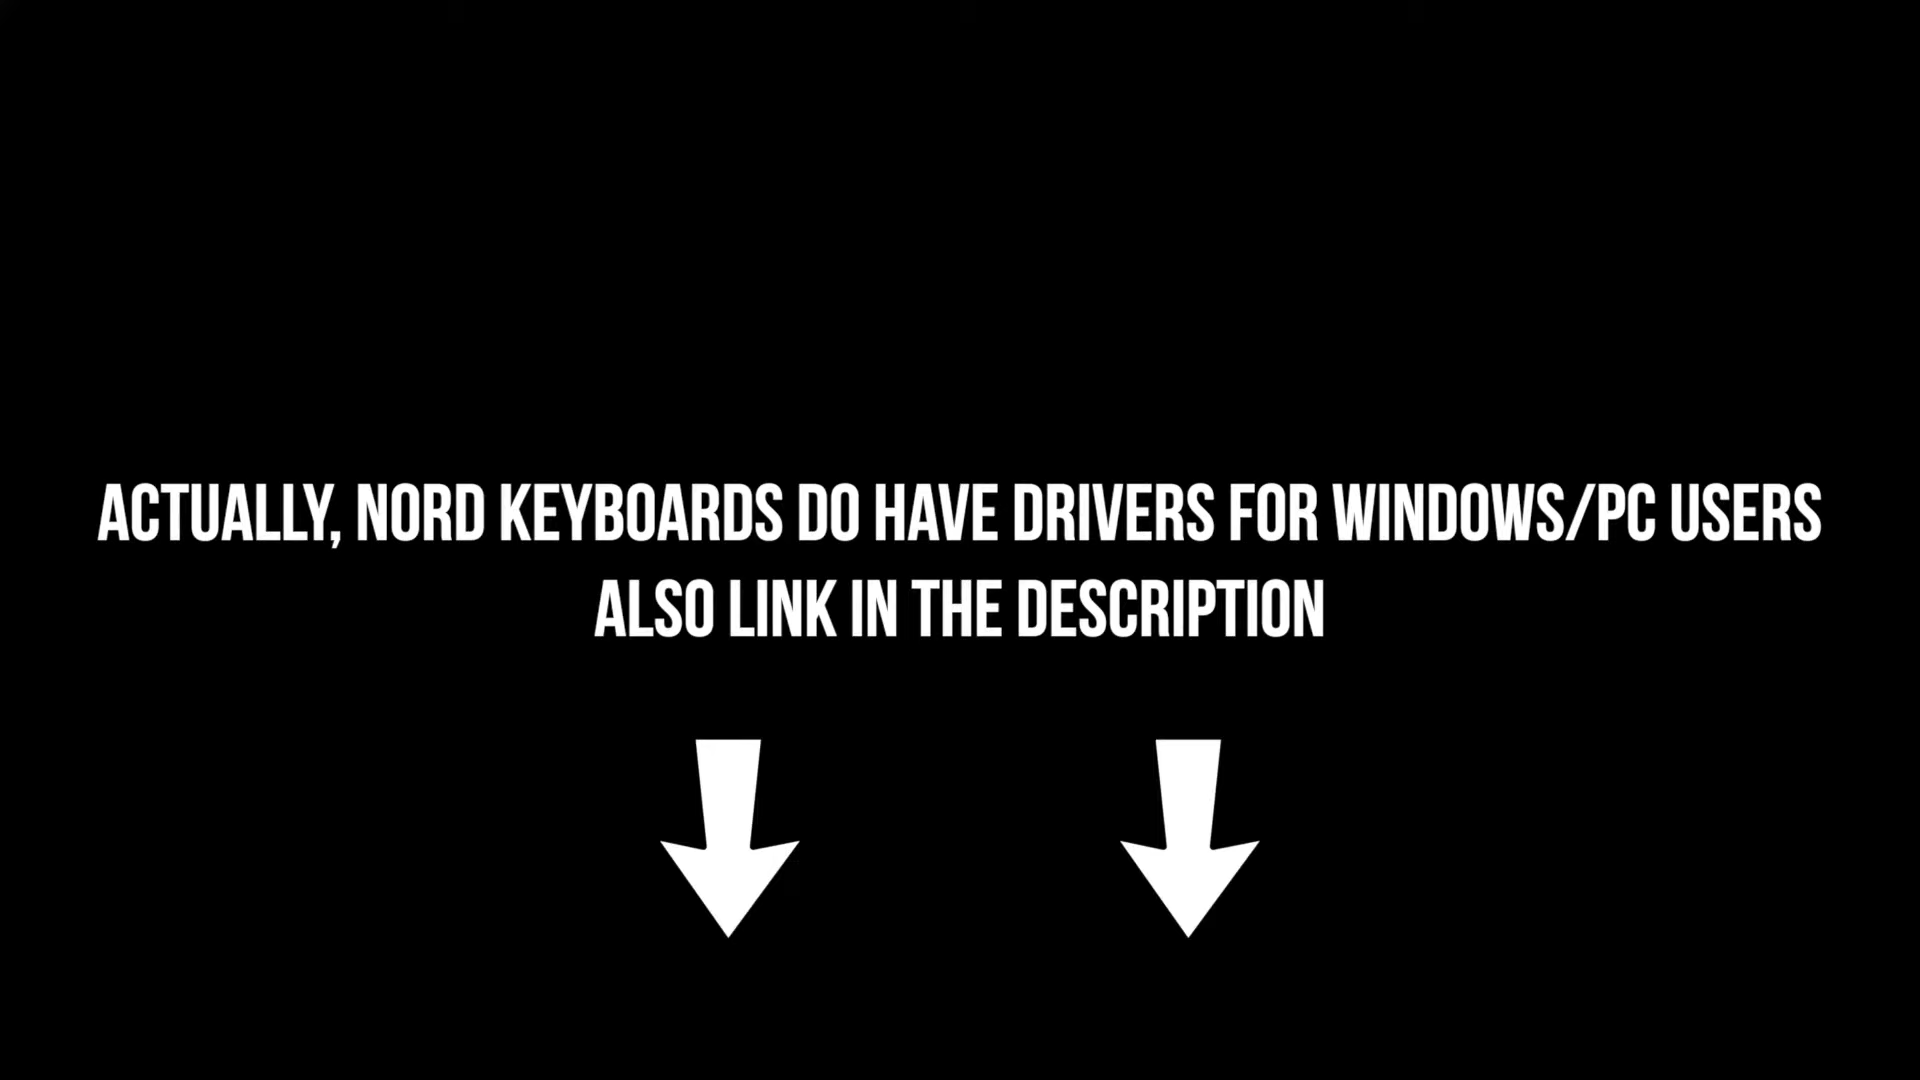 ACTUALLY, NORD KEYBOARDS DO HAVE DRIVERS FOR WINDOWS/PC USERS
ALSO LINK IN THE DESCRIPTION